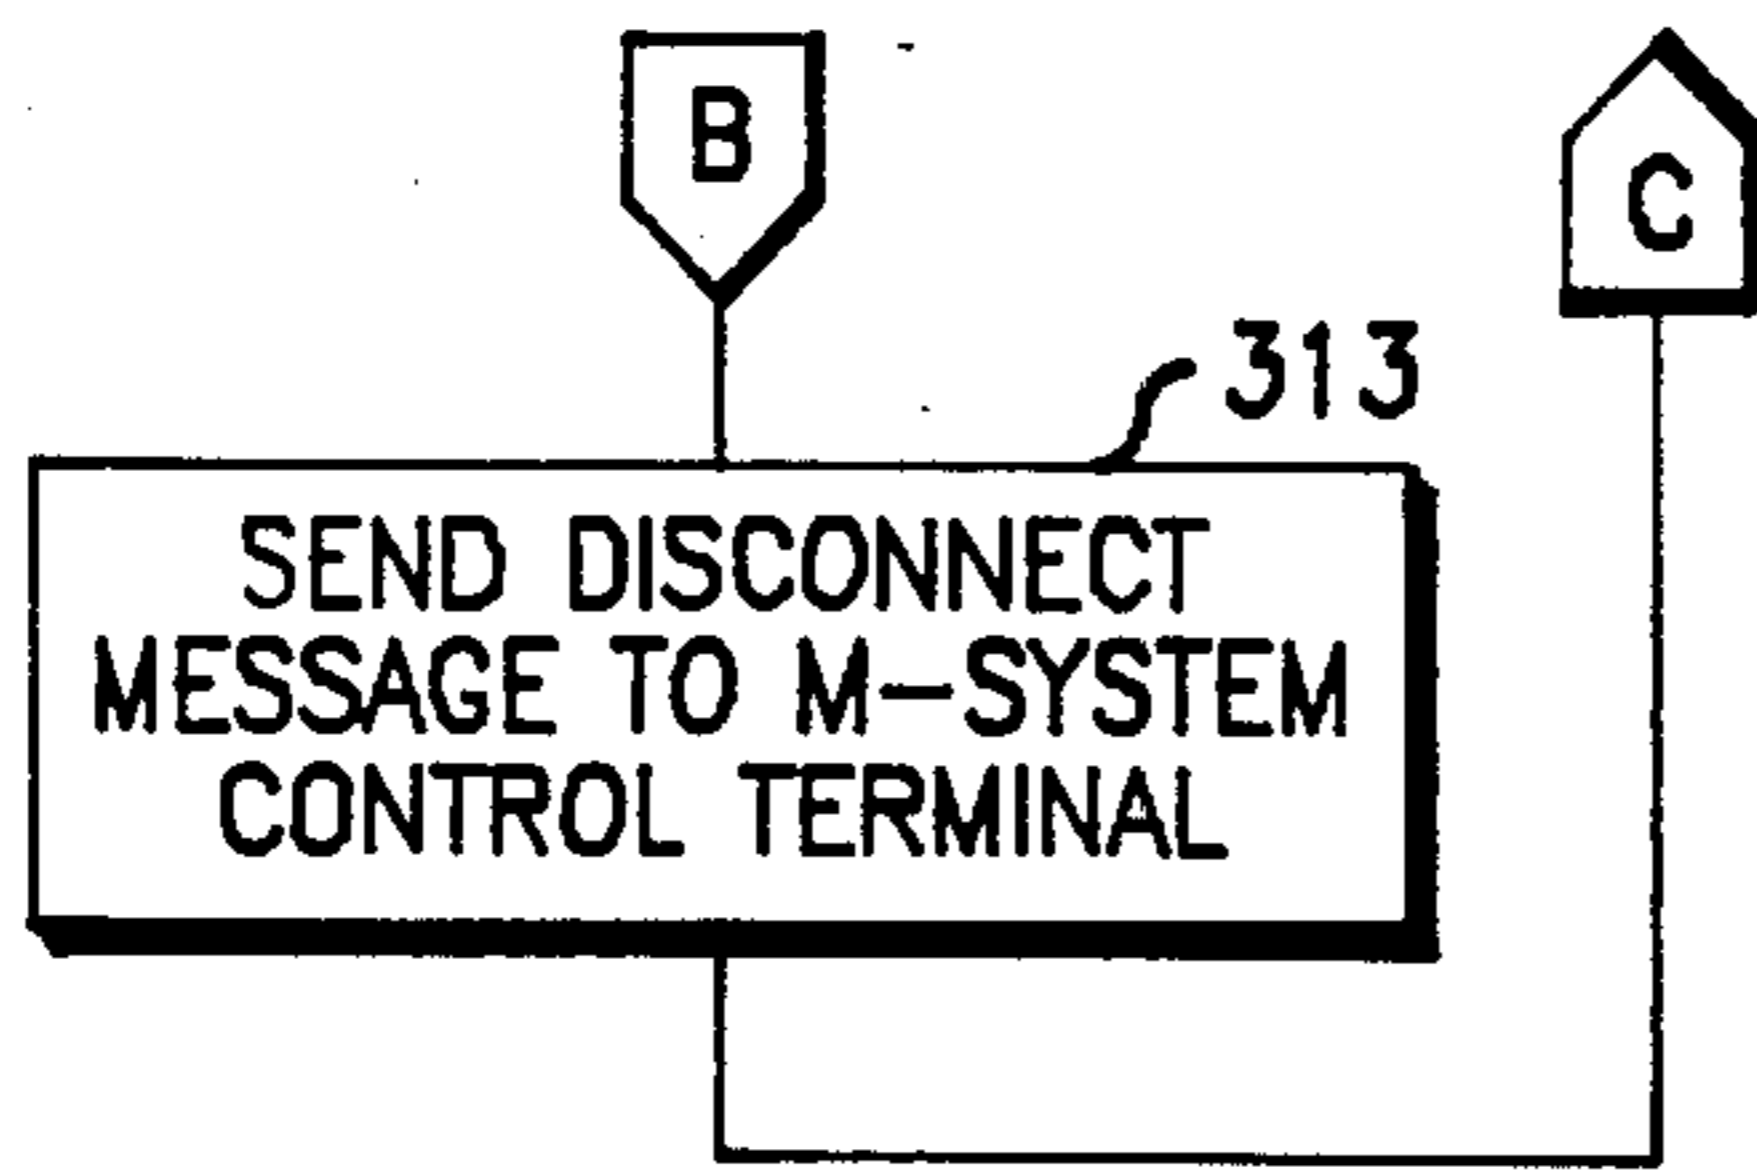 B
C
313
SEND DISCONNECT
MESSAGE TO M-SYSTEM
CONTROL TERMINAL